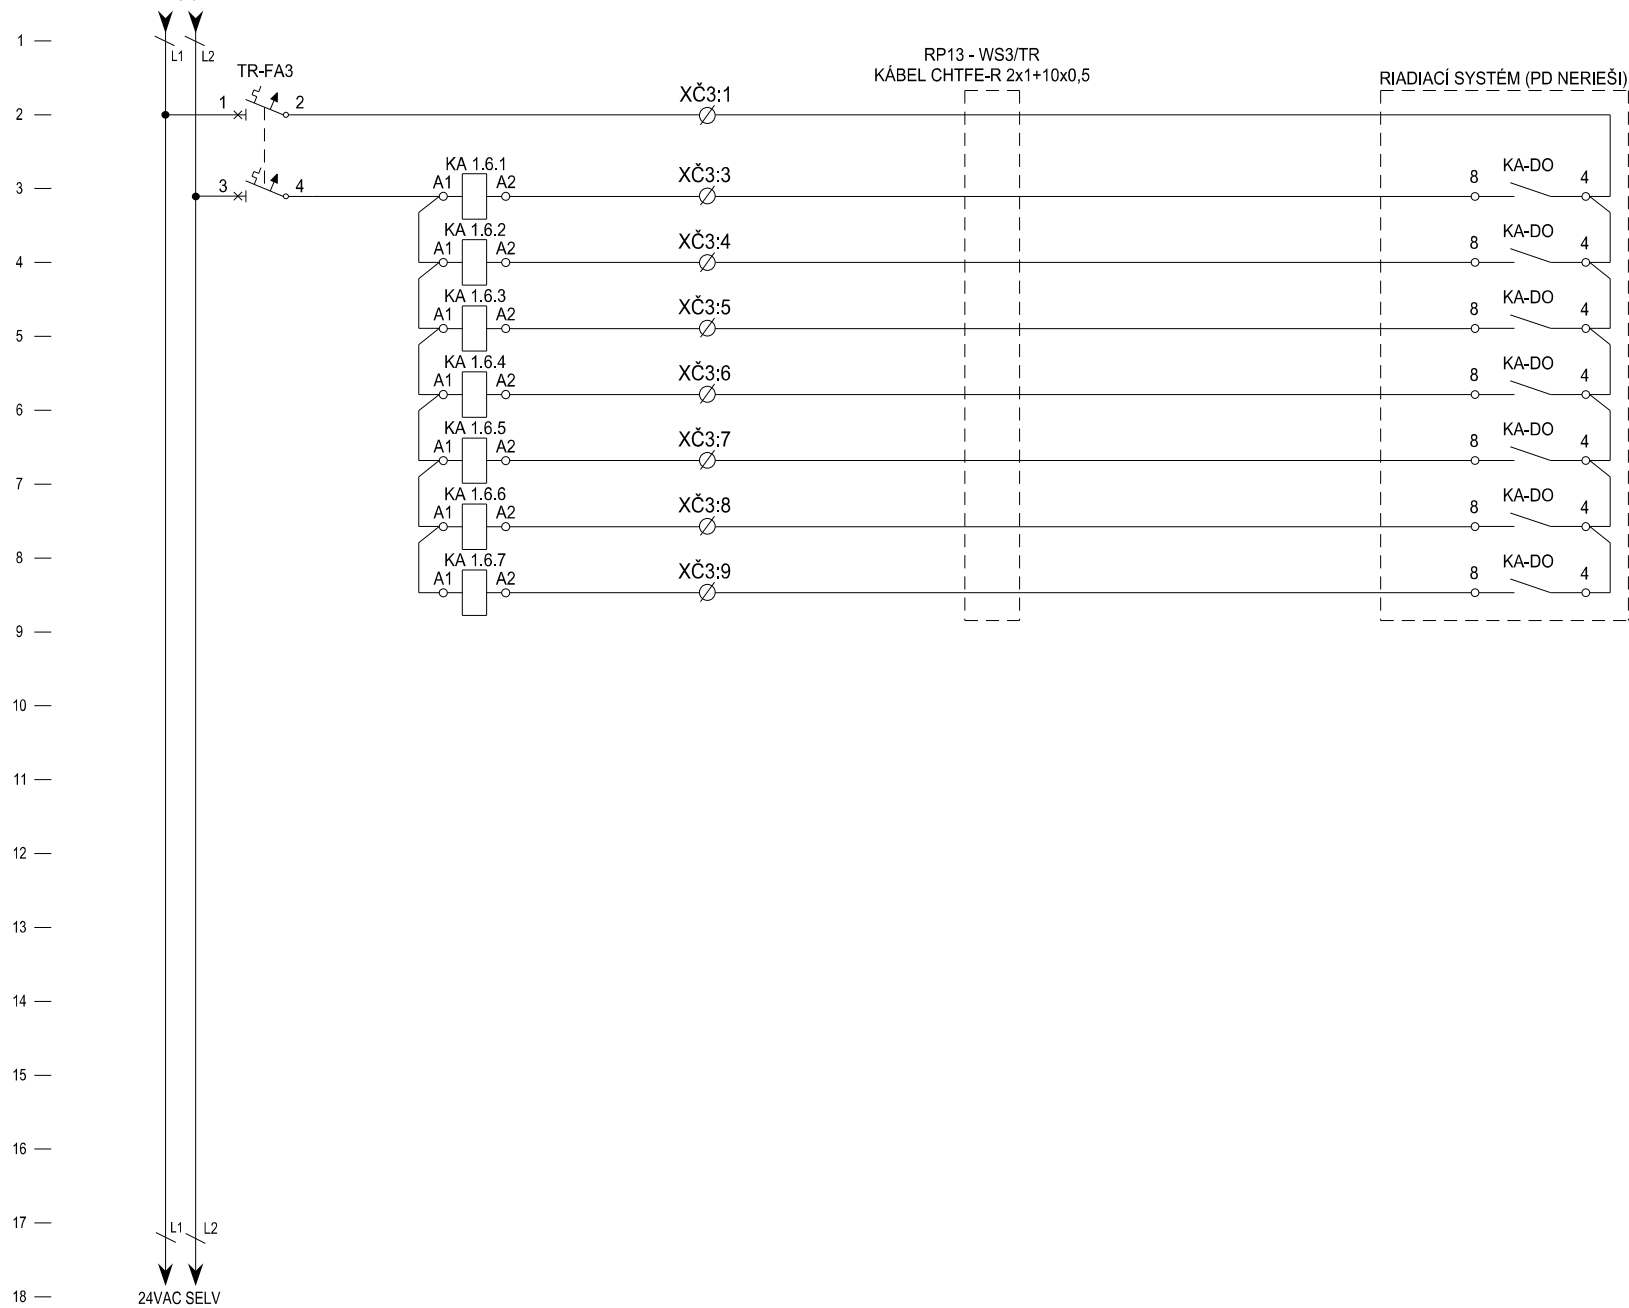 1
L1 L2
RP13 - WS3/TR
KÁBEL CHTFE-R 2x1+10x0,5
TR-FA3
RIADIACÍ SYSTÉM (PD NERIEŠI)
XČ3:1
2
1 2
3
3 4
KA 1.6.1
A1 A2
XČ3:3
8 KA-DO 4
KA 1.6.2
4
A1 A2
XČ3:4
8 KA-DO 4
KA 1.6.3
5
A1 A2
XČ3:5
8 KA-DO 4
KA 1.6.4
6
A1 A2
XČ3:6
8 KA-DO 4
KA 1.6.5
7
A1 A2
XČ3:7
8 KA-DO 4
KA 1.6.6
A1 A2
XČ3:8
8 KA-DO 4
8
KA 1.6.7
A1 A2
XČ3:9
8 KA-DO 4
9
10
11
12
13
14
15
16
17
L1 L2
18
24VAC SELV